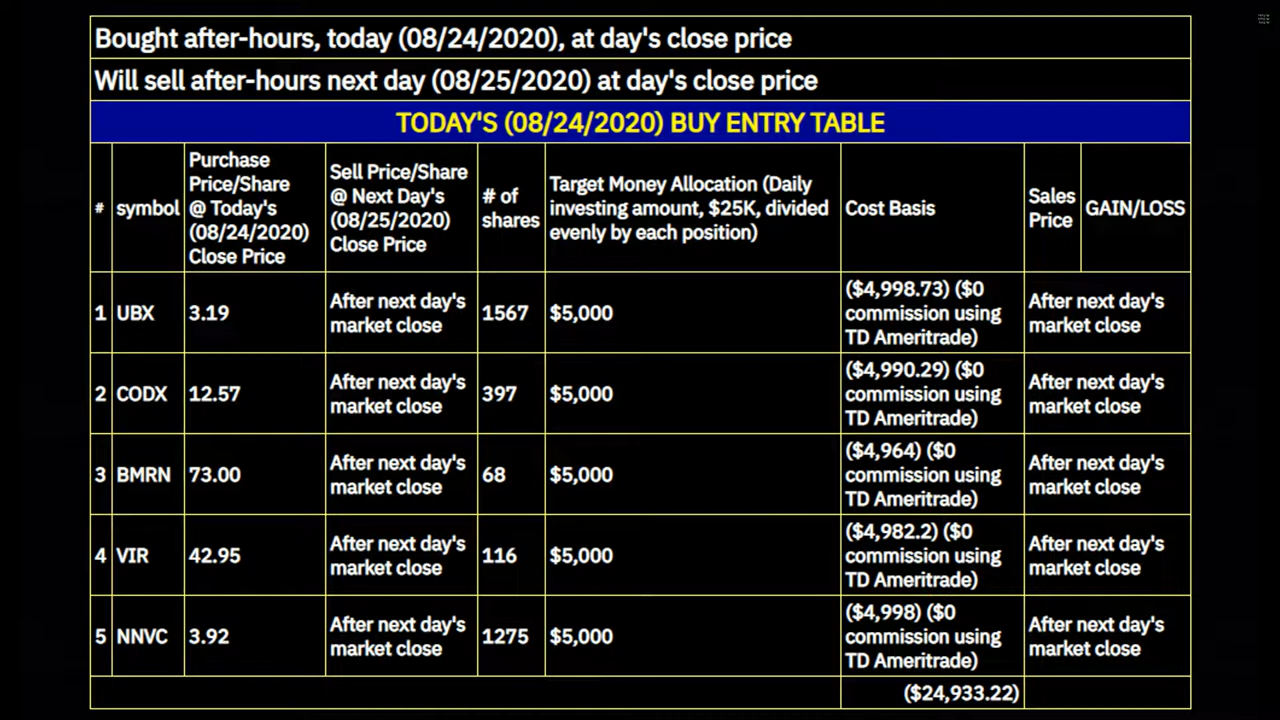 Bought after-hours, today (08/24/2020), at day's close price
Will sell after-hours next day (08/25/2020) at day's close price
TODAY'S (08/24/2020) BUY ENTRY TABLE
#
symbol
Purchase
Price/Share
@ Today's
(08/24/2020)
Close Price
Sell Price/Share
@ Next Day's
(08/25/2020)
Close Price
# of
shares
Target Money Allocation (Daily
investing amount, $25K, divided
evenly by each position)
Cost Basis
Sales
Price
GAIN/LOSS
1
UBX
3.19
After next day's
market close
1567
$5,000
($4,998.73) ($0
commission using
TD Ameritrade)
After next day's
market close
2
CODX
12.57
After next day's
market close
397
$5,000
($4,990.29) ($0
commission using
TD Ameritrade)
After next day's
market close
3
BMRN
73.00
After next day's
market close
68
$5,000
($4,964) ($0
commission using
TD Ameritrade)
After next day's
market close
4
VIR
42.95
After next day's
market close
116
$5,000
($4,982.2) ($0
commission using
TD Ameritrade)
After next day's
market close
5
NNVC
3.92
After next day's
market close
1275
$5,000
($4,998) ($0
commission using
TD Ameritrade)
After next day's
market close
($24,933.22)